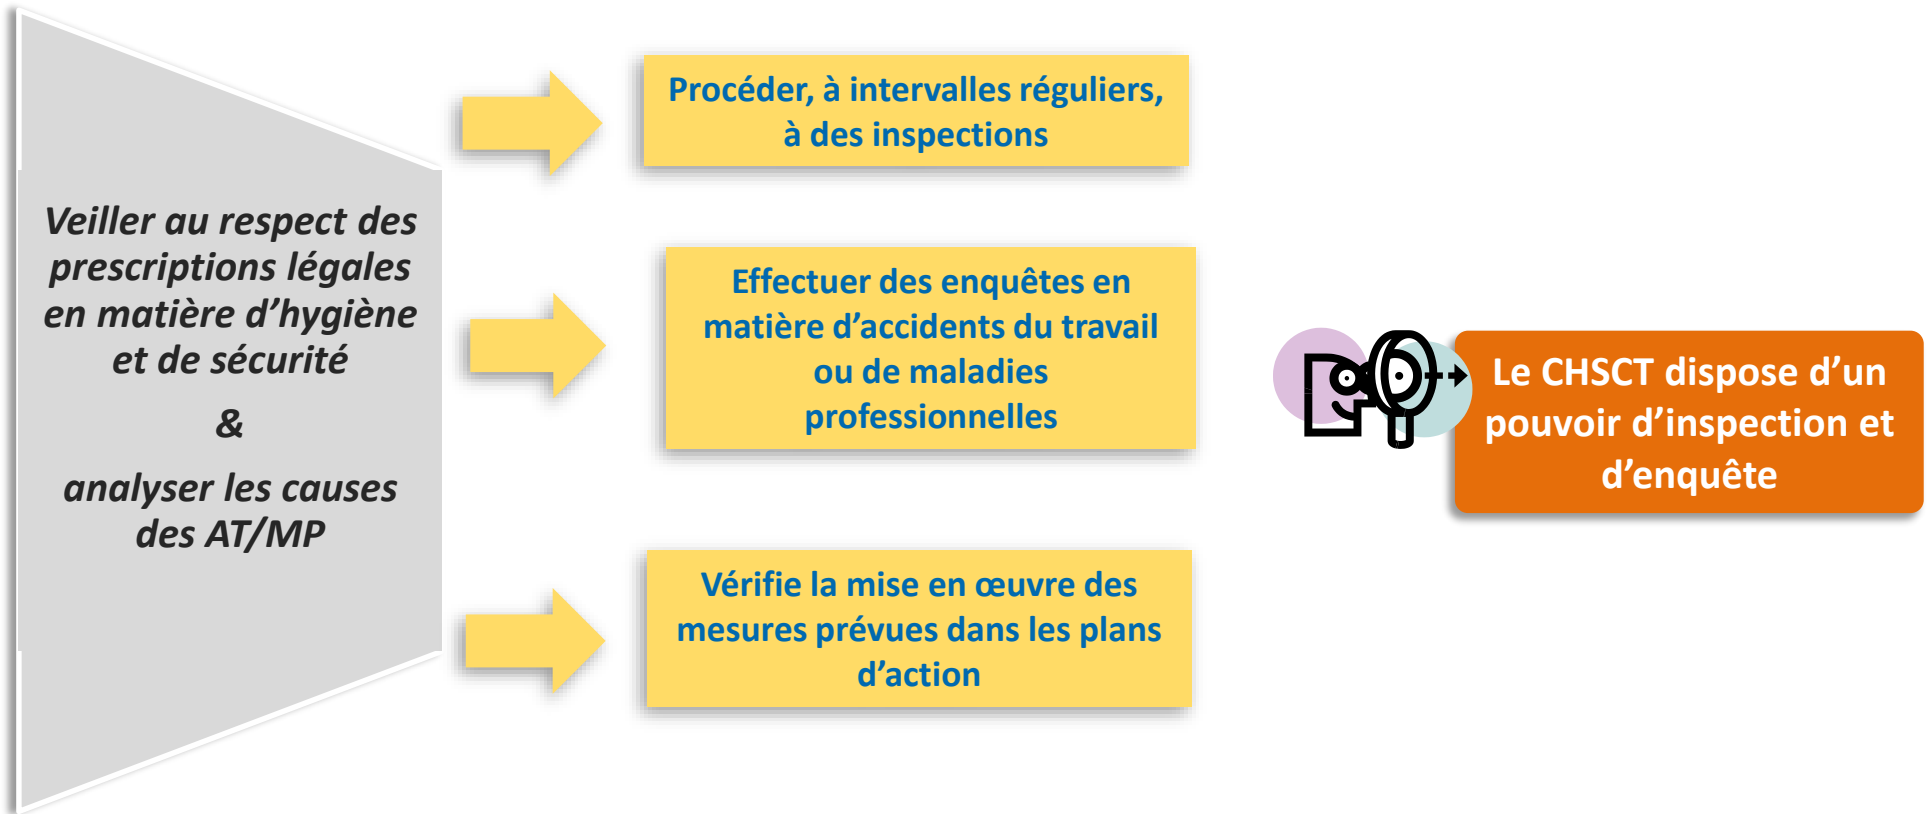 Veiller au respect des
prescriptions légales
en matière d’hygiène
et de sécurité
&
analyser les causes
des AT/MP
Procéder, à intervalles réguliers,
à des inspections
Effectuer des enquêtes en
matière d’accidents du travail
ou de maladies
professionnelles
Vérifie la mise en œuvre des
mesures prévues dans les plans
d’action
Le CHSCT dispose d’un
pouvoir d’inspection et
d’enquête